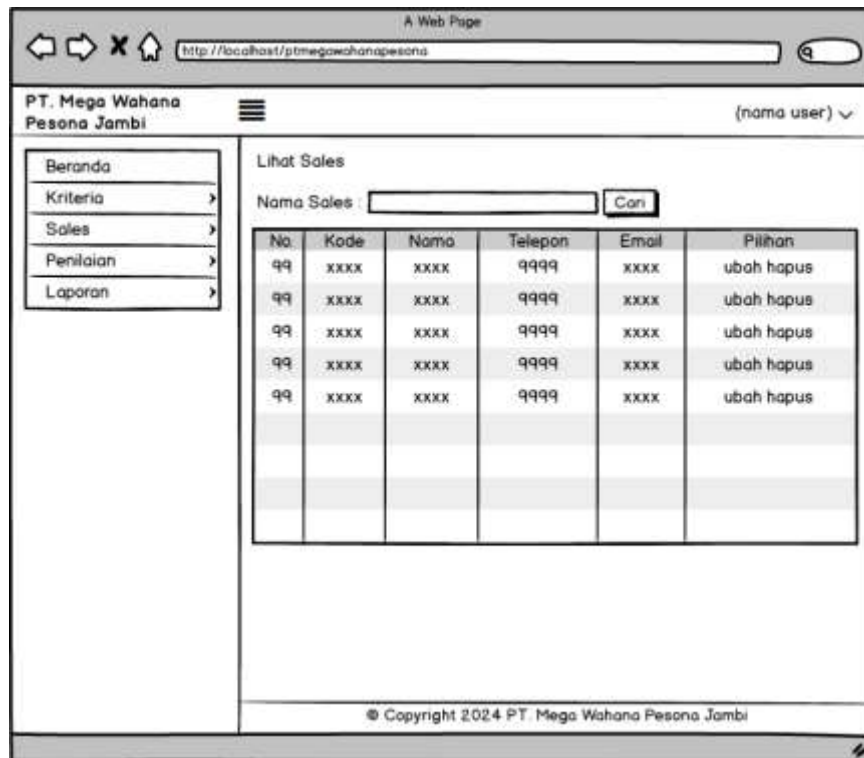 A Web Page
http://localhost/ptmegawahanapesona
PT. Mega Wahana
Pesona Jambi
(nama user)
Beranda
Kriteria
Sales
Penilaian
Laporan
Lihat Sales
Nama Sales :
Cari
No. Kode Nama Telepon Email Pilihan
99 xxxx xxxx 9999 xxxx ubah hapus
99 xxxx xxxx 9999 xxxx ubah hapus
99 xxxx xxxx 9999 xxxx ubah hapus
99 xxxx xxxx 9999 xxxx ubah hapus
99 xxxx xxxx 9999 xxxx ubah hapus
© Copyright 2024 PT. Mega Wahana Pesona Jambi